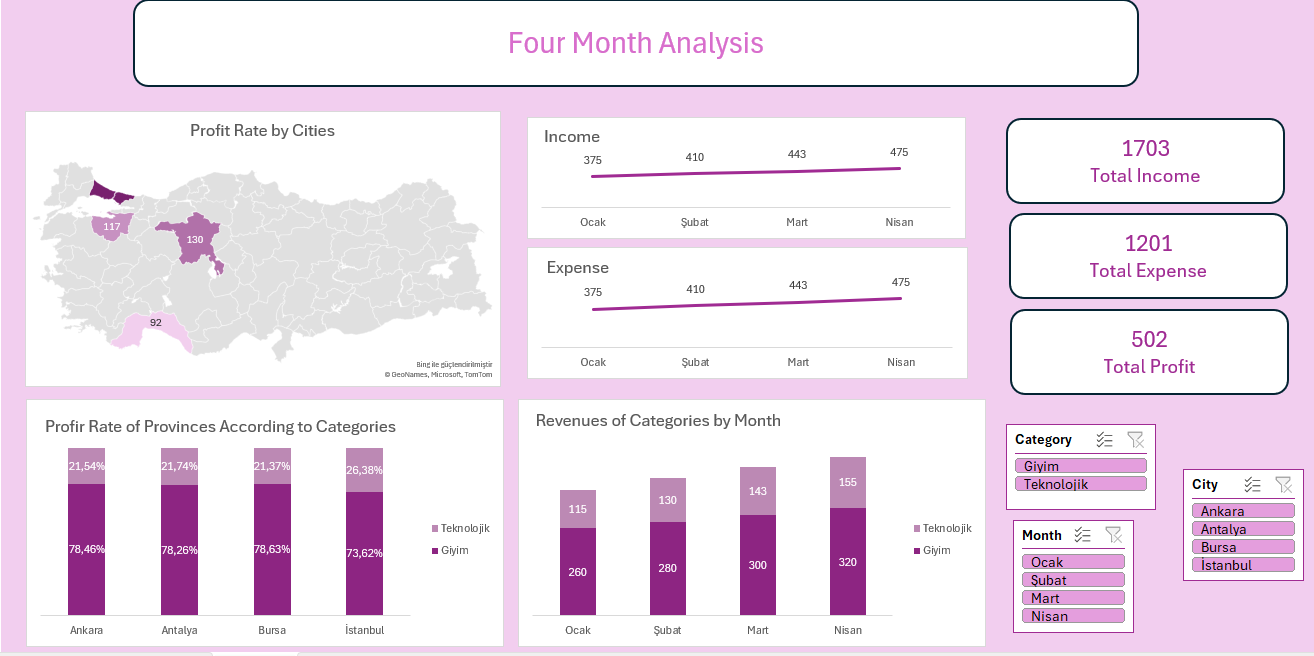 Four Month Analysis
Profit Rate by Cities
117
130
92
Bing ile güçlendirilmiştir
© GeoNames, Microsoft, TomTom
Income
375
410
443
475
Ocak
Şubat
Mart
Nisan
Expense
375
410
443
475
Ocak
Şubat
Mart
Nisan
1703
Total Income
1201
Total Expense
502
Total Profit
Profir Rate of Provinces According to Categories
21,54%
21,74%
21,37%
26,38%
78,46%
78,26%
78,63%
73,62%
Teknolojik
Giyim
Ankara
Antalya
Bursa
İstanbul
Revenues of Categories by Month
115
130
143
155
260
280
300
320
Teknolojik
Giyim
Ocak
Şubat
Mart
Nisan
Category
Giyim
Teknolojik
Month
Ocak
Şubat
Mart
Nisan
City
Ankara
Antalya
Bursa
İstanbul